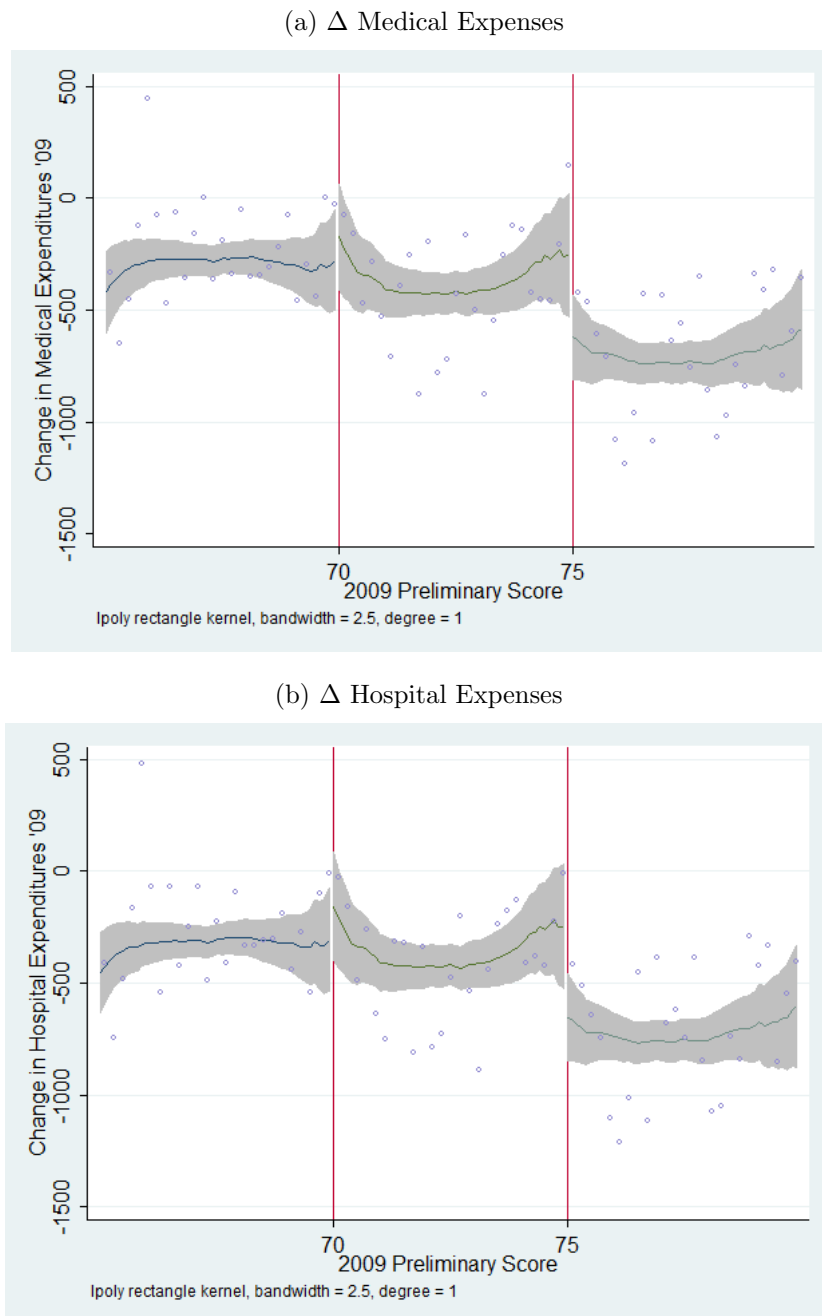 (a) Δ Medical Expenses
Change in Medical Expenditures '09
500
0
-500
-1000
-1500
70
75
2009 Preliminary Score
lpoly rectangle kernel, bandwidth = 2.5, degree = 1
(b) Δ Hospital Expenses
Change in Hospital Expenditures '09
500
0
-500
-1000
-1500
70
75
2009 Preliminary Score
lpoly rectangle kernel, bandwidth = 2.5, degree = 1